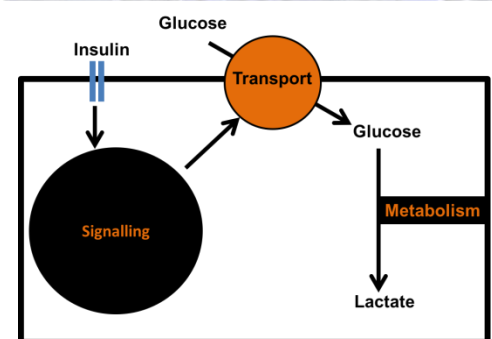 Glucose
Insulin
Transport
Glucose
Metabolism
Signalling
Lactate